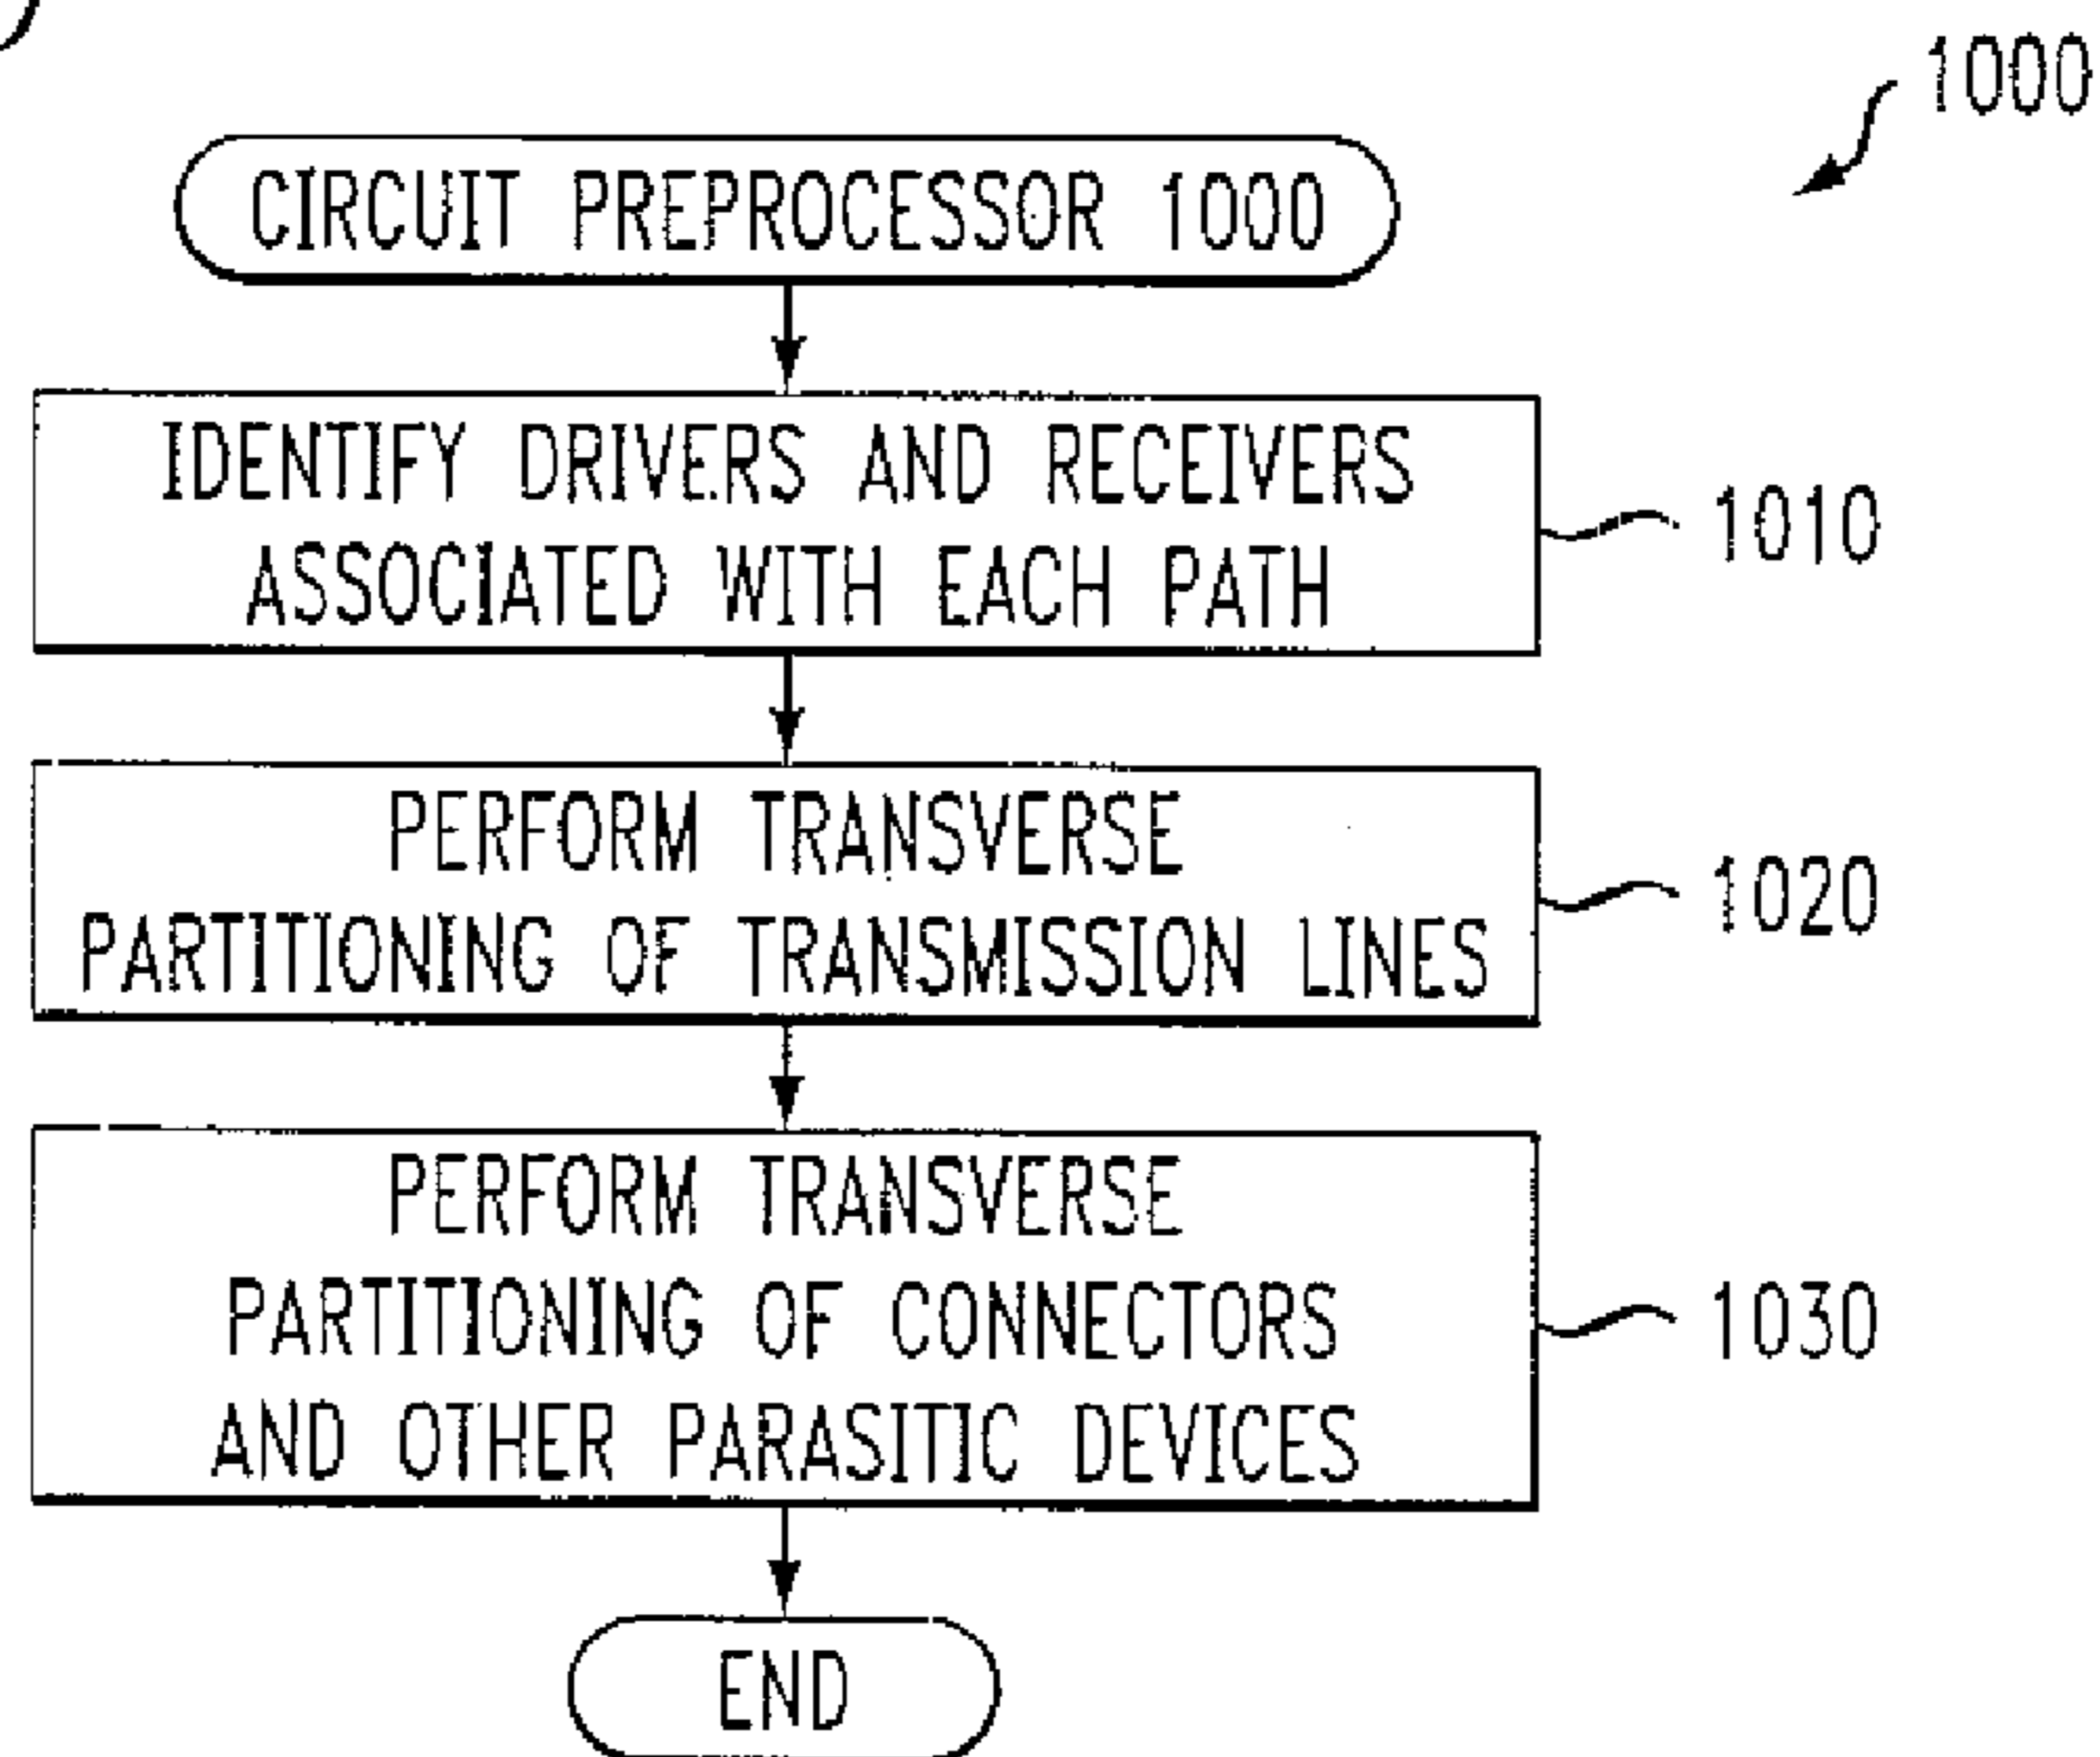 1000
CIRCUIT PREPROCESSOR 1000
IDENTIFY DRIVERS AND RECEIVERS
ASSOCIATED WITH EACH PATH
1010
PERFORM TRANSVERSE
PARTITIONING OF TRANSMISSION LINES
1020
PERFORM TRANSVERSE
PARTITIONING OF CONNECTORS
AND OTHER PARASITIC DEVICES
1030
END